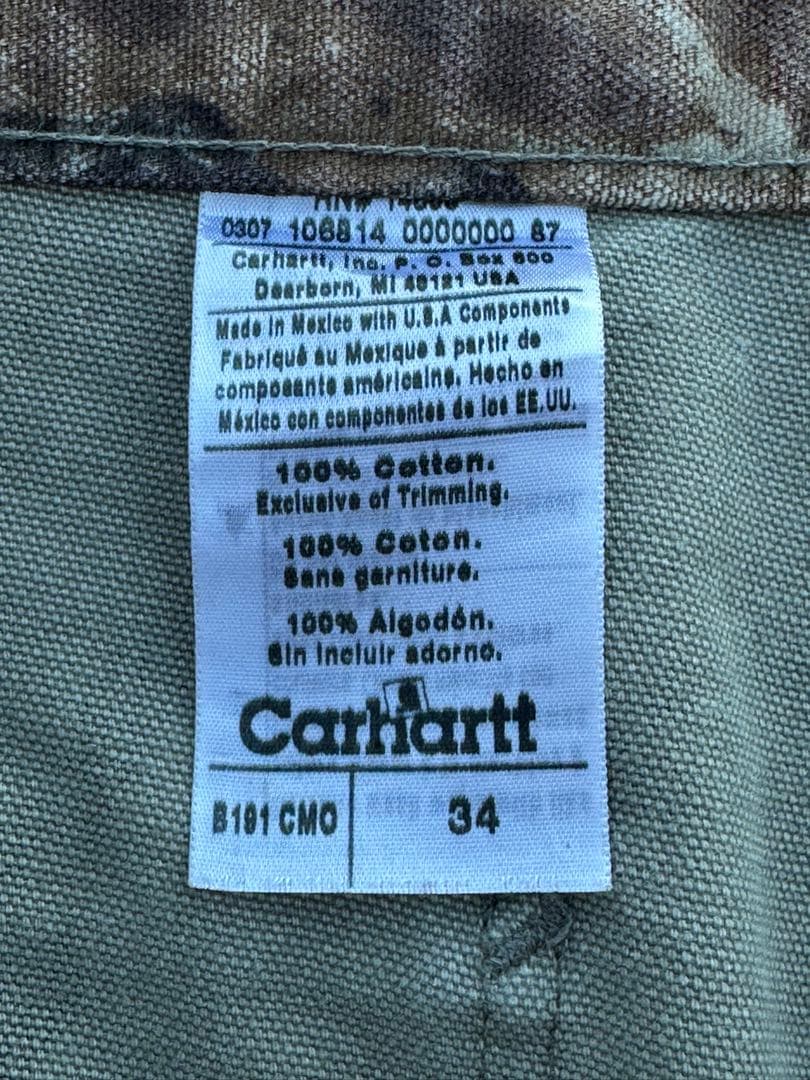 RN# 14806
0307 106814 0000000 87
Carhartt, Inc. P. O. Box 600
Dearborn, MI 48121 USA
Made in Mexico with U.S.A Components
Fabriqué au Mexique à partir de
composants américains. Hecho en
México con componentes de los EE.UU.
100% Cotton.
Exclusive of Trimming.
100% Coton.
Sans garniture.
100% Algodón.
Sin incluir adorno.
Carhartt
B191 CMO
34